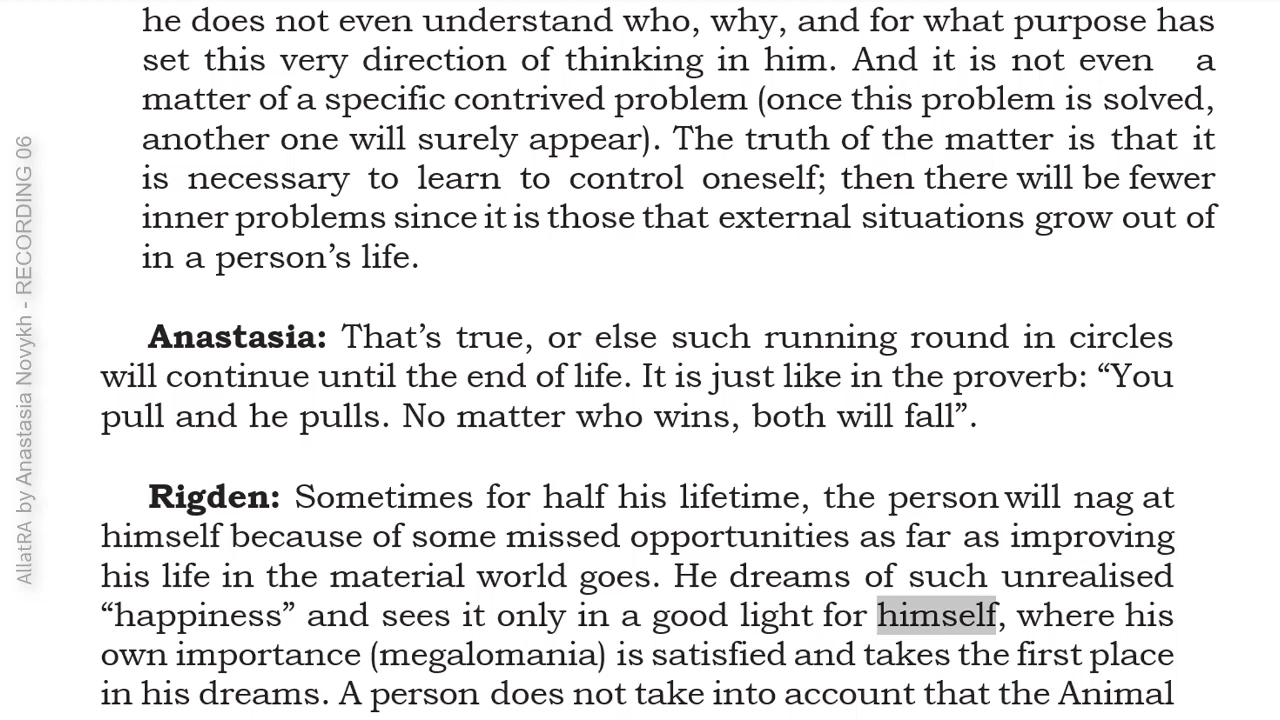 he does not even understand who, why, and for what purpose has
set this very direction of thinking in him. And it is not even a
matter of a specific contrived problem (once this problem is solved,
another one will surely appear). The truth of the matter is that it
is necessary to learn to control oneself; then there will be fewer
inner problems since it is those that external situations grow out of
in a person’s life.
Anastasia: That’s true, or else such running round in circles
will continue until the end of life. It is just like in the proverb: “You
pull and he pulls. No matter who wins, both will fall”.
Rigden: Sometimes for half his lifetime, the person will nag at
himself because of some missed opportunities as far as improving
his life in the material world goes. He dreams of such unrealised
“happiness” and sees it only in a good light for himself, where his
own importance (megalomania) is satisfied and takes the first place
in his dreams. A person does not take into account that the Animal
AllatRA by Anastasia Novykh - RECORDING 06